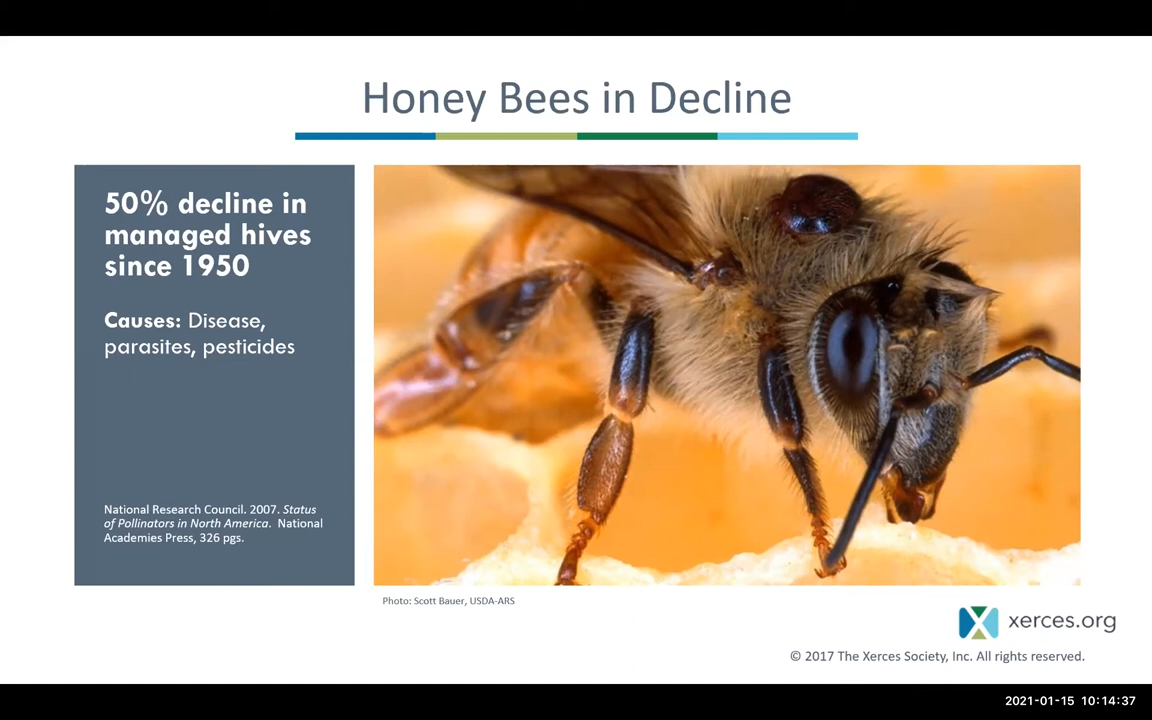 Honey Bees in Decline
50% decline in
managed hives
since 1950
Causes: Disease,
parasites, pesticides
National Research Council. 2007. Status
of Pollinators in North America.  National
Academies Press, 326 pgs.
Photo: Scott Bauer, USDA-ARS
xerces.org
© 2017 The Xerces Society, Inc. All rights reserved.
2021-01-15 10:14:37